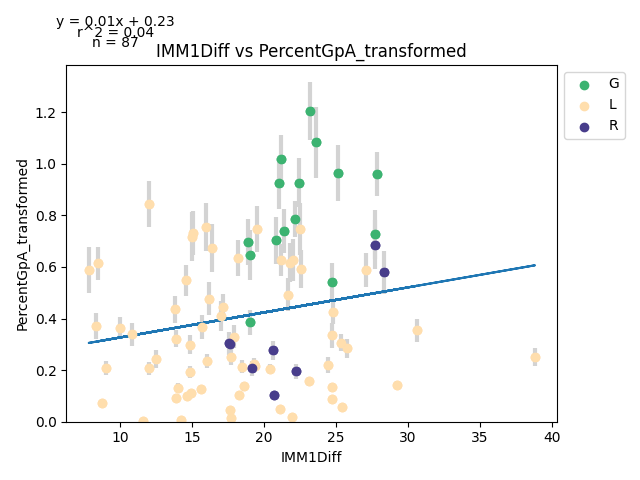 y = 0.01x + 0.23
r^2 = 0.04
n = 87
IMM1Diff vs PercentGpA_transformed
G
L
R
PercentGpA_transformed
1.2
1.0
0.8
0.6
0.4
0.2
0.0
10 15 20 25 30 35 40
IMM1Diff